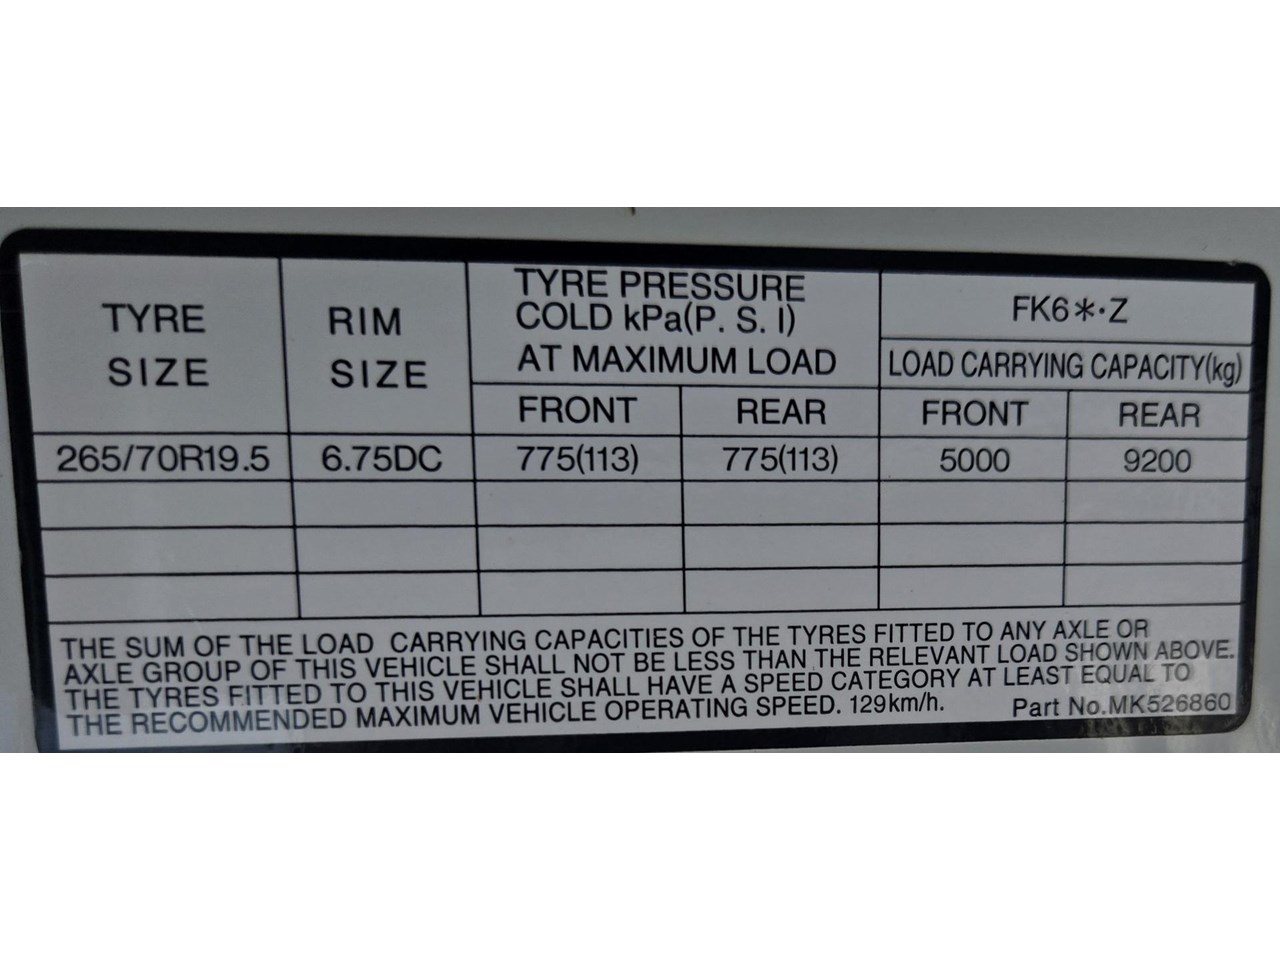 TYRE SIZE
RIM SIZE
TYRE PRESSURE
COLD kPa(P. S. I)
AT MAXIMUM LOAD
FK6*·Z
LOAD CARRYING CAPACITY(kg)
FRONT REAR FRONT REAR
265/70R19.5 6.75DC 775(113) 775(113) 5000 9200
THE SUM OF THE LOAD CARRYING CAPACITIES OF THE TYRES FITTED TO ANY AXLE OR
AXLE GROUP OF THIS VEHICLE SHALL NOT BE LESS THAN THE RELEVANT LOAD SHOWN ABOVE.
THE TYRES FITTED TO THIS VEHICLE SHALL HAVE A SPEED CATEGORY AT LEAST EQUAL TO
THE RECOMMENDED MAXIMUM VEHICLE OPERATING SPEED. 129km/h.
Part No.MK526860